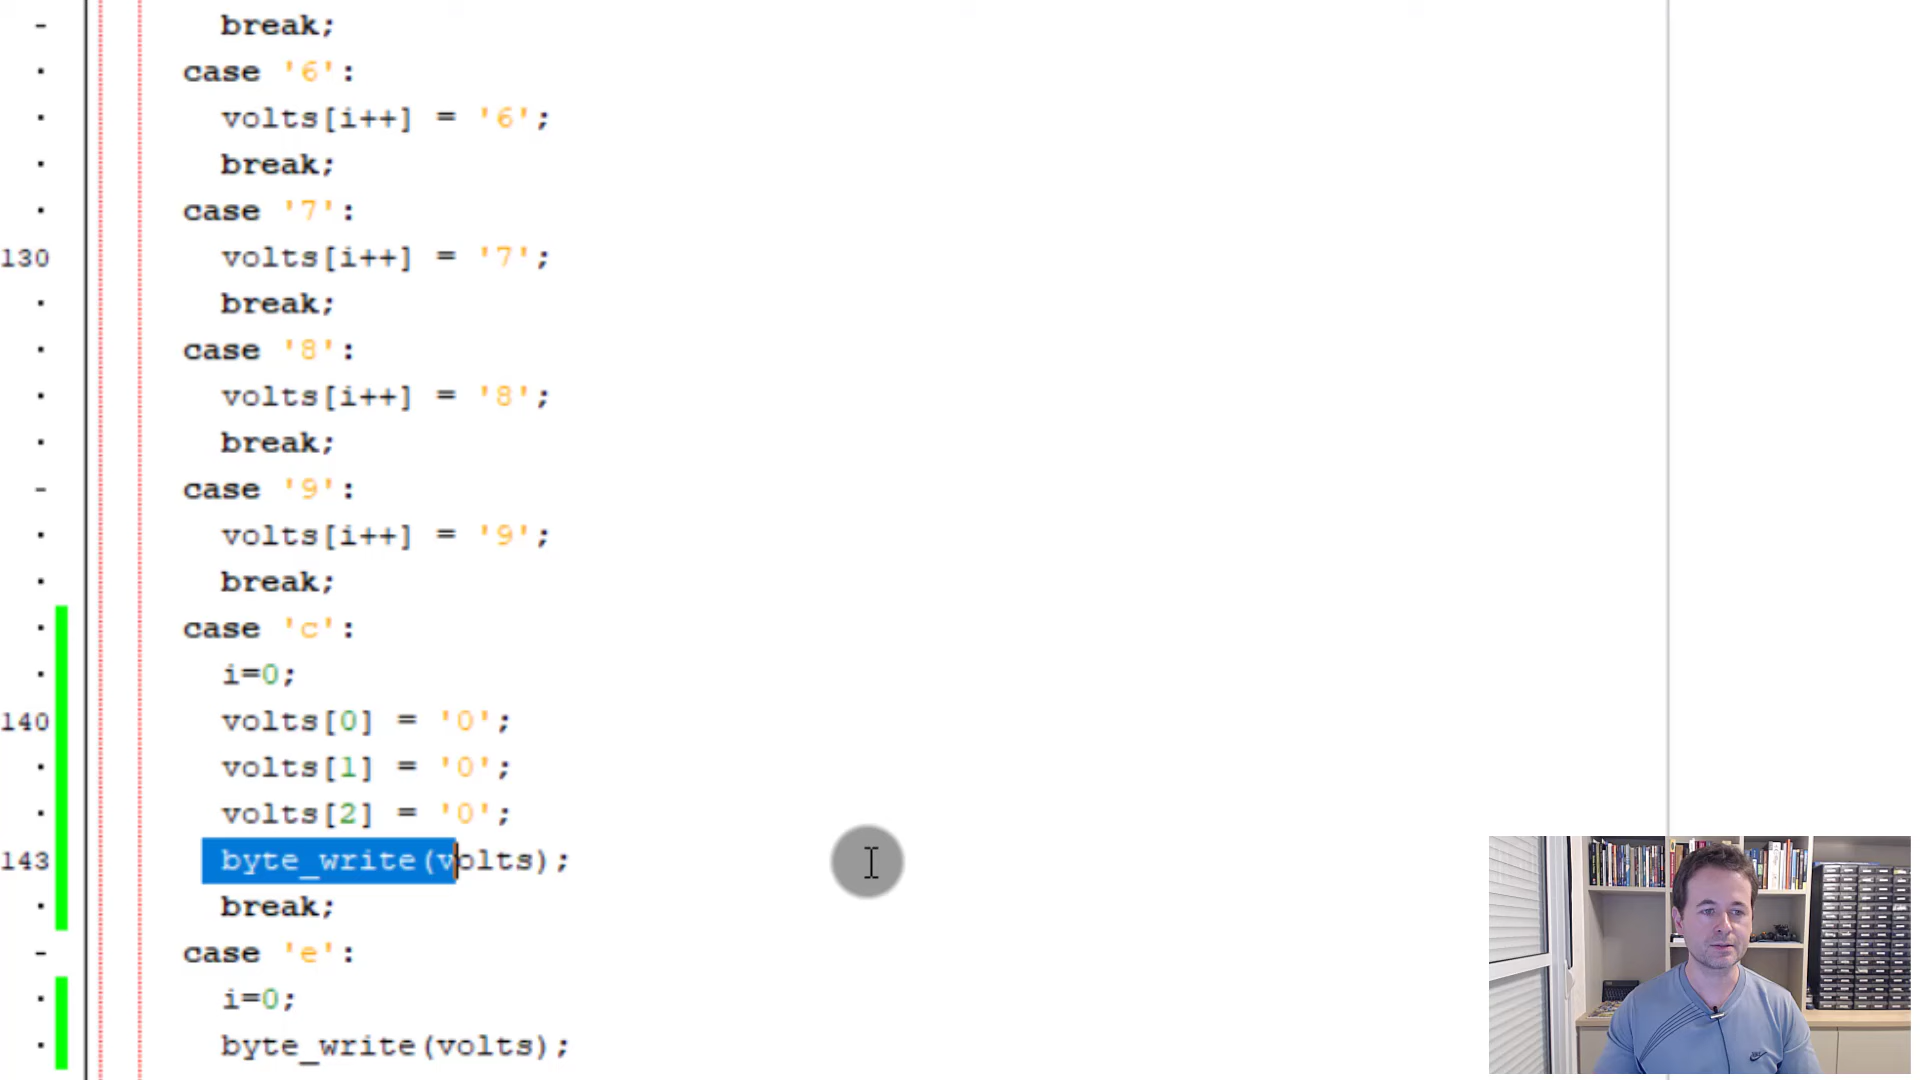 break;
case '6':
volts[i++] = '6';
break;
case '7':
130 volts[i++] = '7';
break;
case '8':
volts[i++] = '8';
break;
case '9':
volts[i++] = '9';
break;
case 'c':
i=0;
140 volts[0] = '0';
volts[1] = '0';
volts[2] = '0';
143 byte_write(volts);
break;
case 'e':
i=0;
byte_write(volts);